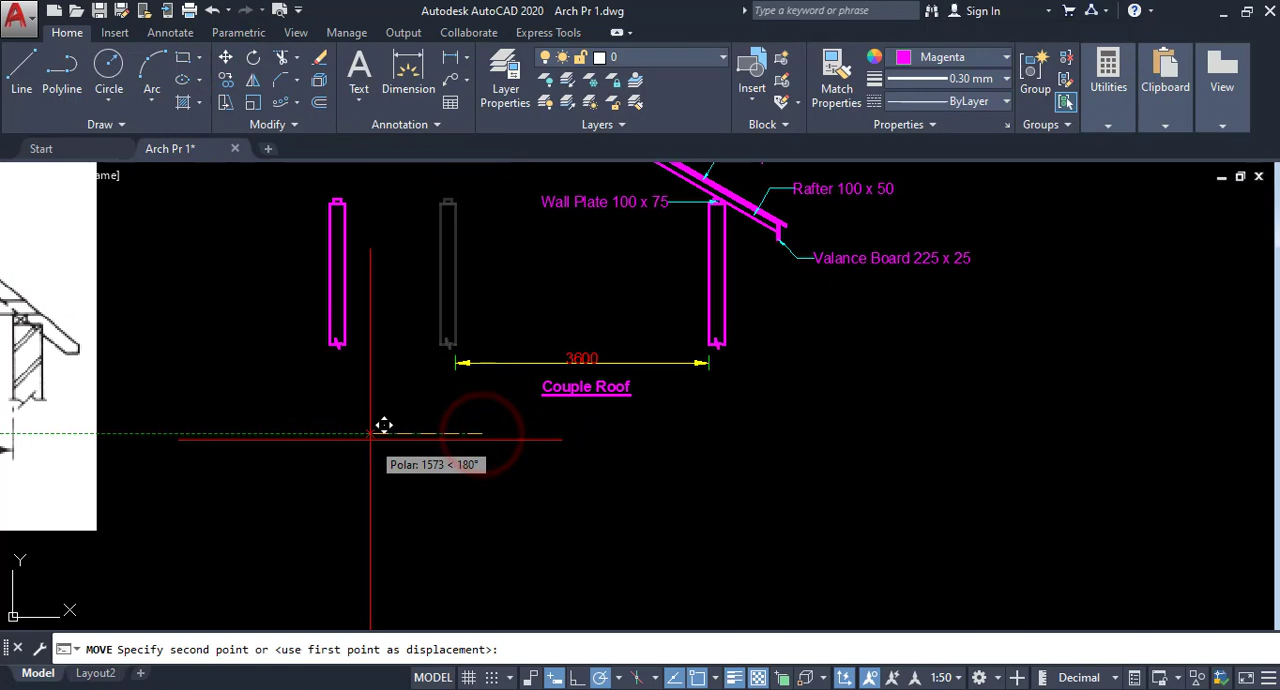 Autodesk AutoCAD 2020 Arch Pr 1.dwg
Type a keyword or phrase
Sign In
Home Insert Annotate Parametric View Manage Output Collaborate Express Tools
Line Polyline Circle Arc
Text Dimension
Layer Properties
0
Insert
Match Properties
Magenta
0.30 mm
ByLayer
Group
Utilities
Clipboard
View
Draw Modify Annotation Layers Block Properties Groups
Start Arch Pr 1*
ame]
Rafter 100 x 50
Wall Plate 100 x 75
Valance Board 225 x 25
3600
Couple Roof
Polar: 1573 < 180°
Y
X
MOVE Specify second point or <use first point as displacement>:
Model Layout2
MODEL
1:50
Decimal